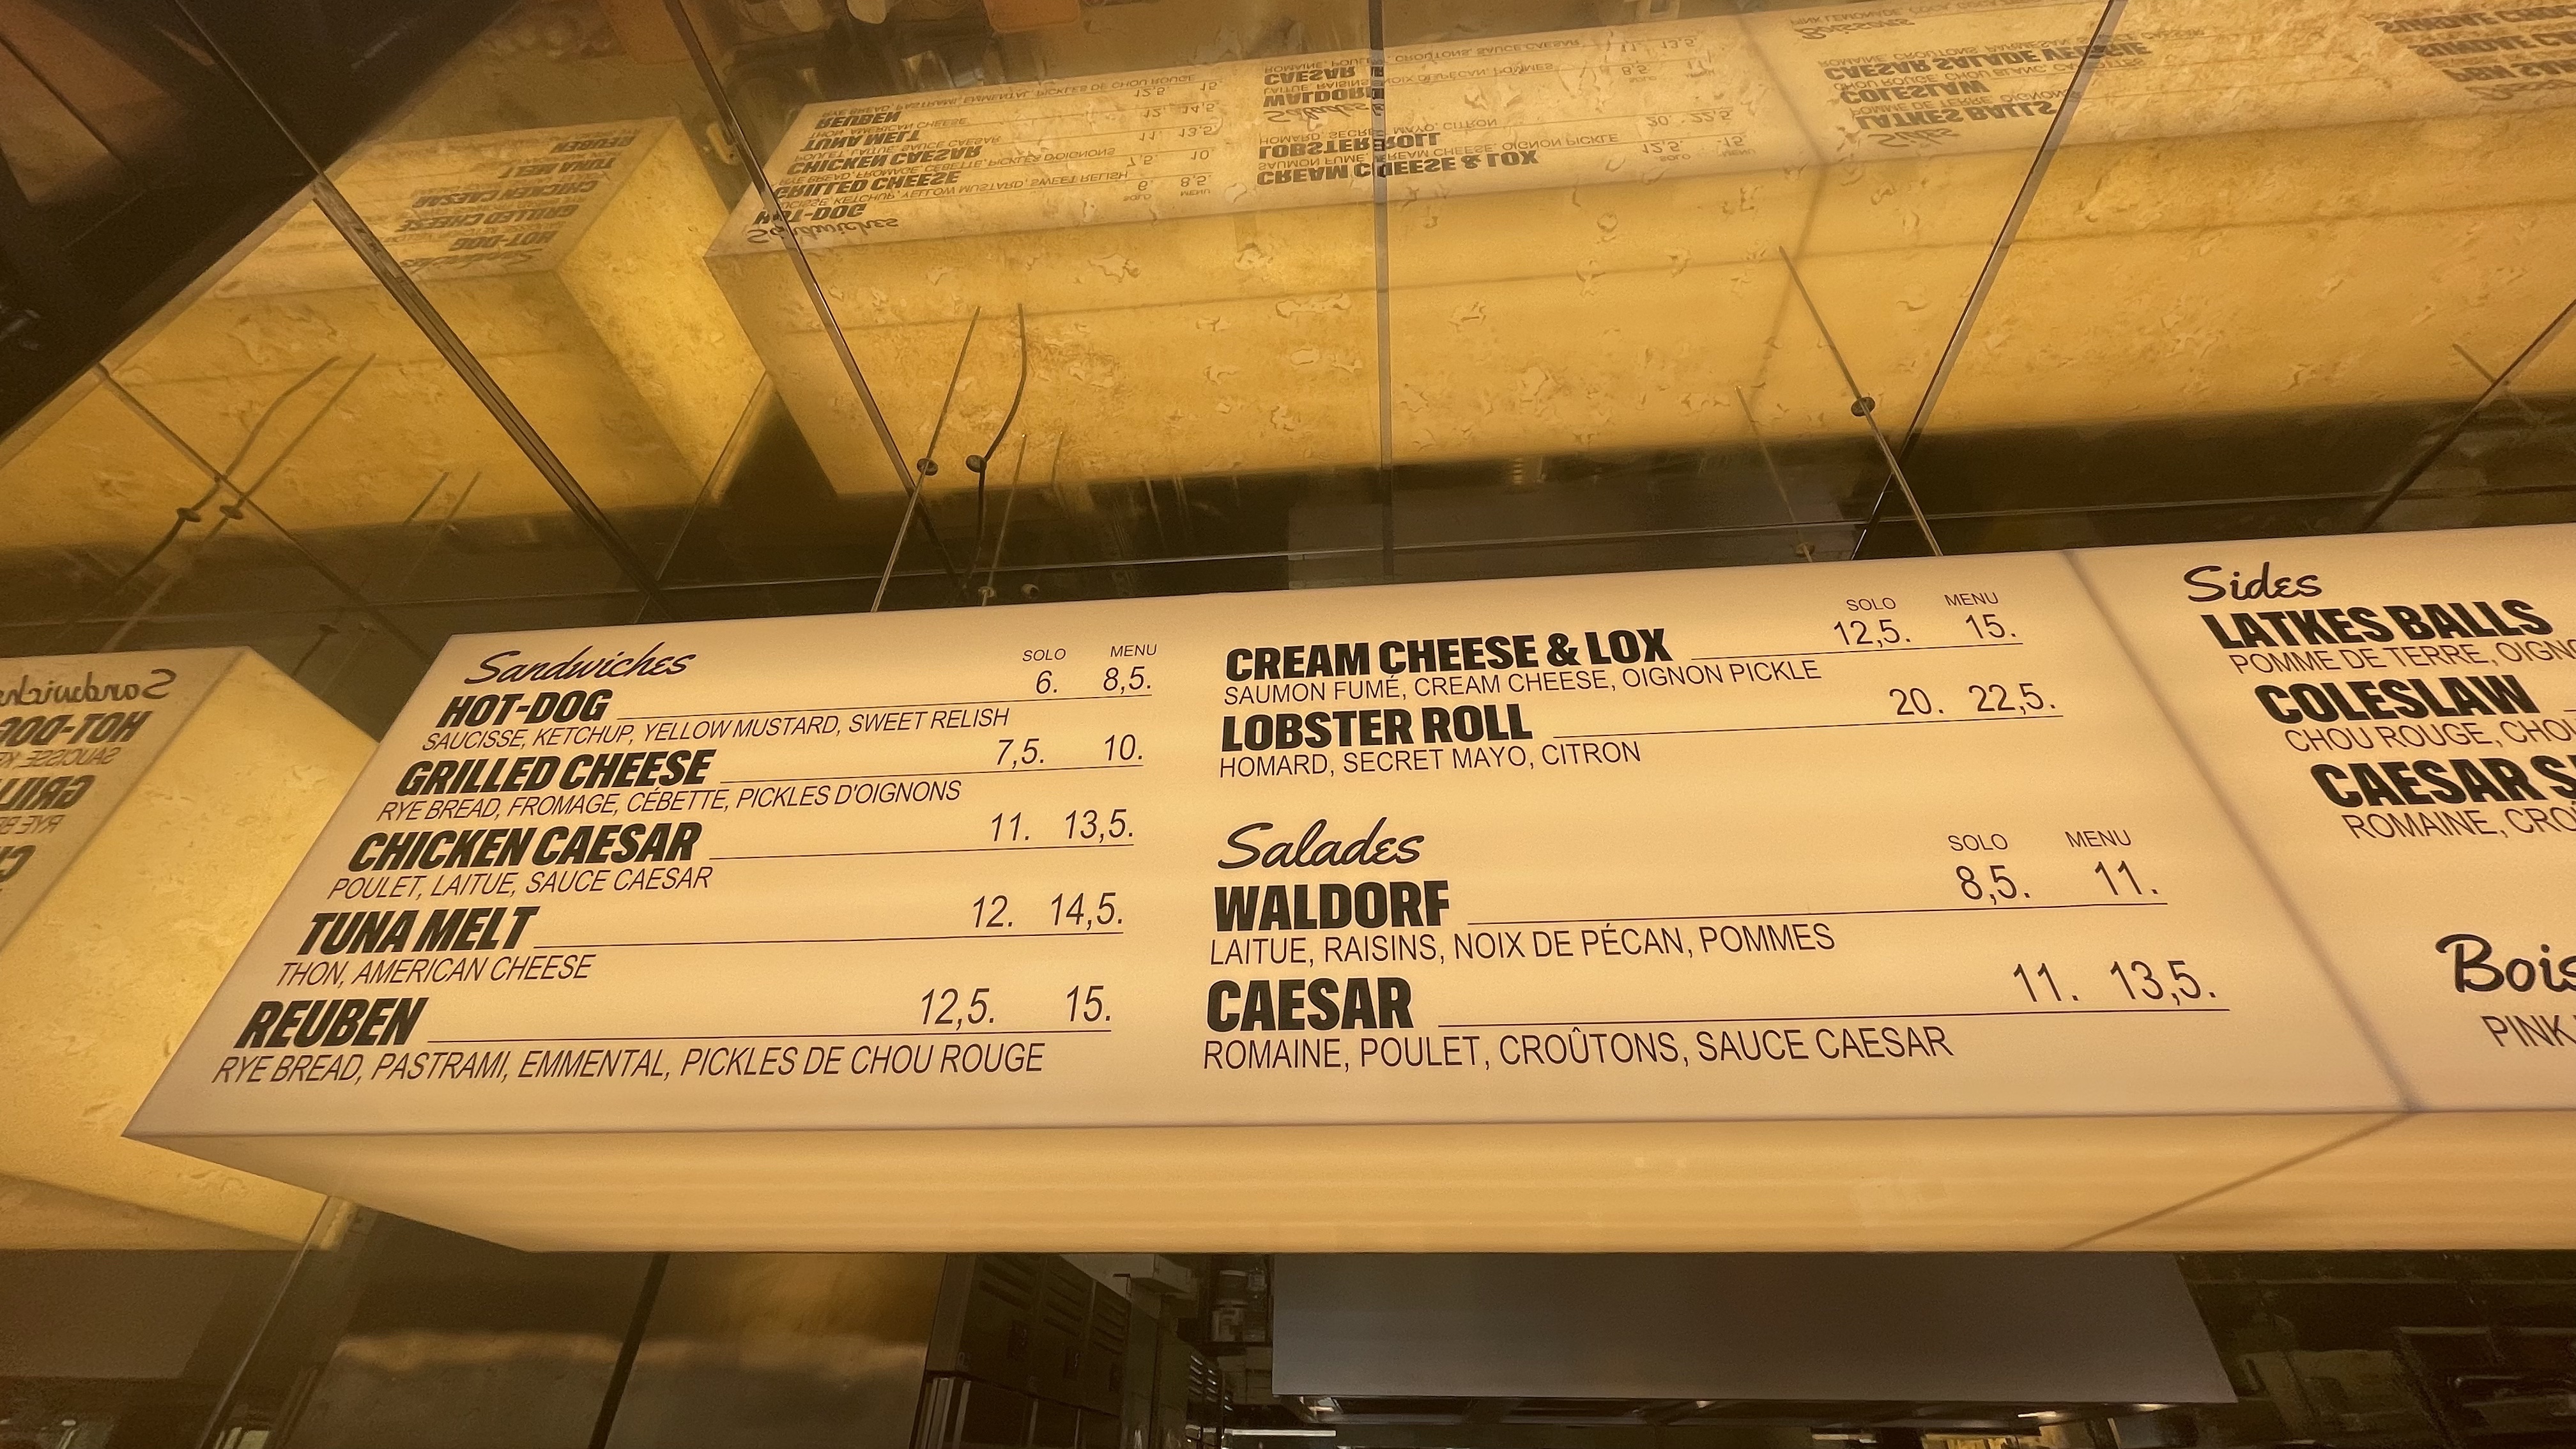 Sandwiches
SOLO MENU
HOT-DOG 6. 8,5.
SAUCISSE, KETCHUP, YELLOW MUSTARD, SWEET RELISH
GRILLED CHEESE 7,5. 10.
RYE BREAD, FROMAGE, CÉBETTE, PICKLES D'OIGNONS
CHICKEN CAESAR 11. 13,5.
POULET, LAITUE, SAUCE CAESAR
TUNA MELT 12. 14,5.
THON, AMERICAN CHEESE
REUBEN 12,5. 15.
RYE BREAD, PASTRAMI, EMMENTAL, PICKLES DE CHOU ROUGE
SOLO MENU
CREAM CHEESE & LOX 12,5. 15.
SAUMON FUMÉ, CREAM CHEESE, OIGNON PICKLE
LOBSTER ROLL 20. 22,5.
HOMARD, SECRET MAYO, CITRON
Salades
SOLO MENU
WALDORF 8,5. 11.
LAITUE, RAISINS, NOIX DE PÉCAN, POMMES
CAESAR 11. 13,5.
ROMAINE, POULET, CROÛTONS, SAUCE CAESAR
Sides
LATKES BALLS
POMME DE TERRE,
COLESLAW
CHOU ROUGE,
CAESAR
ROMAINE,
PINK